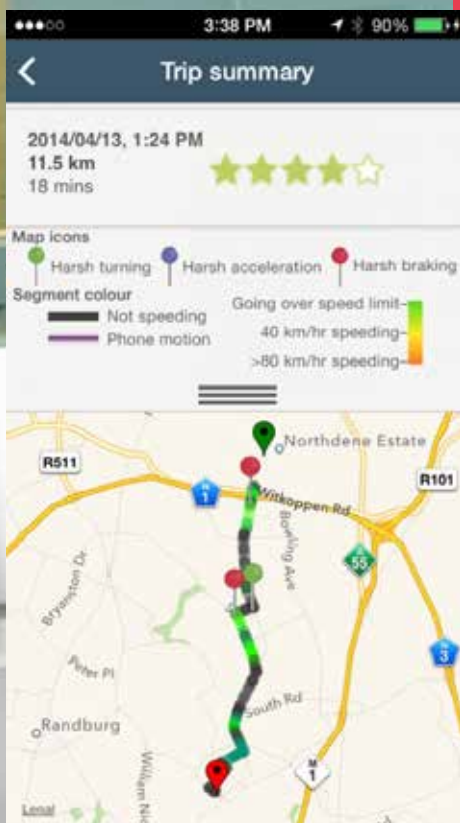 3:38 PM
90%
Trip summary
2014/04/13, 1:24 PM
11.5 km
18 mins
Map icons
Harsh turning
Harsh acceleration
Harsh braking
Segment colour
Not speeding
Phone motion
Going over speed limit
40 km/hr speeding
>80 km/hr speeding
Northdene Estate
R511
R101
N
1
Witkoppen Rd
Bowling Ave
55
Bryanston Dr
N
3
Peter Pl
South Rd
Randburg
M
1
Legal